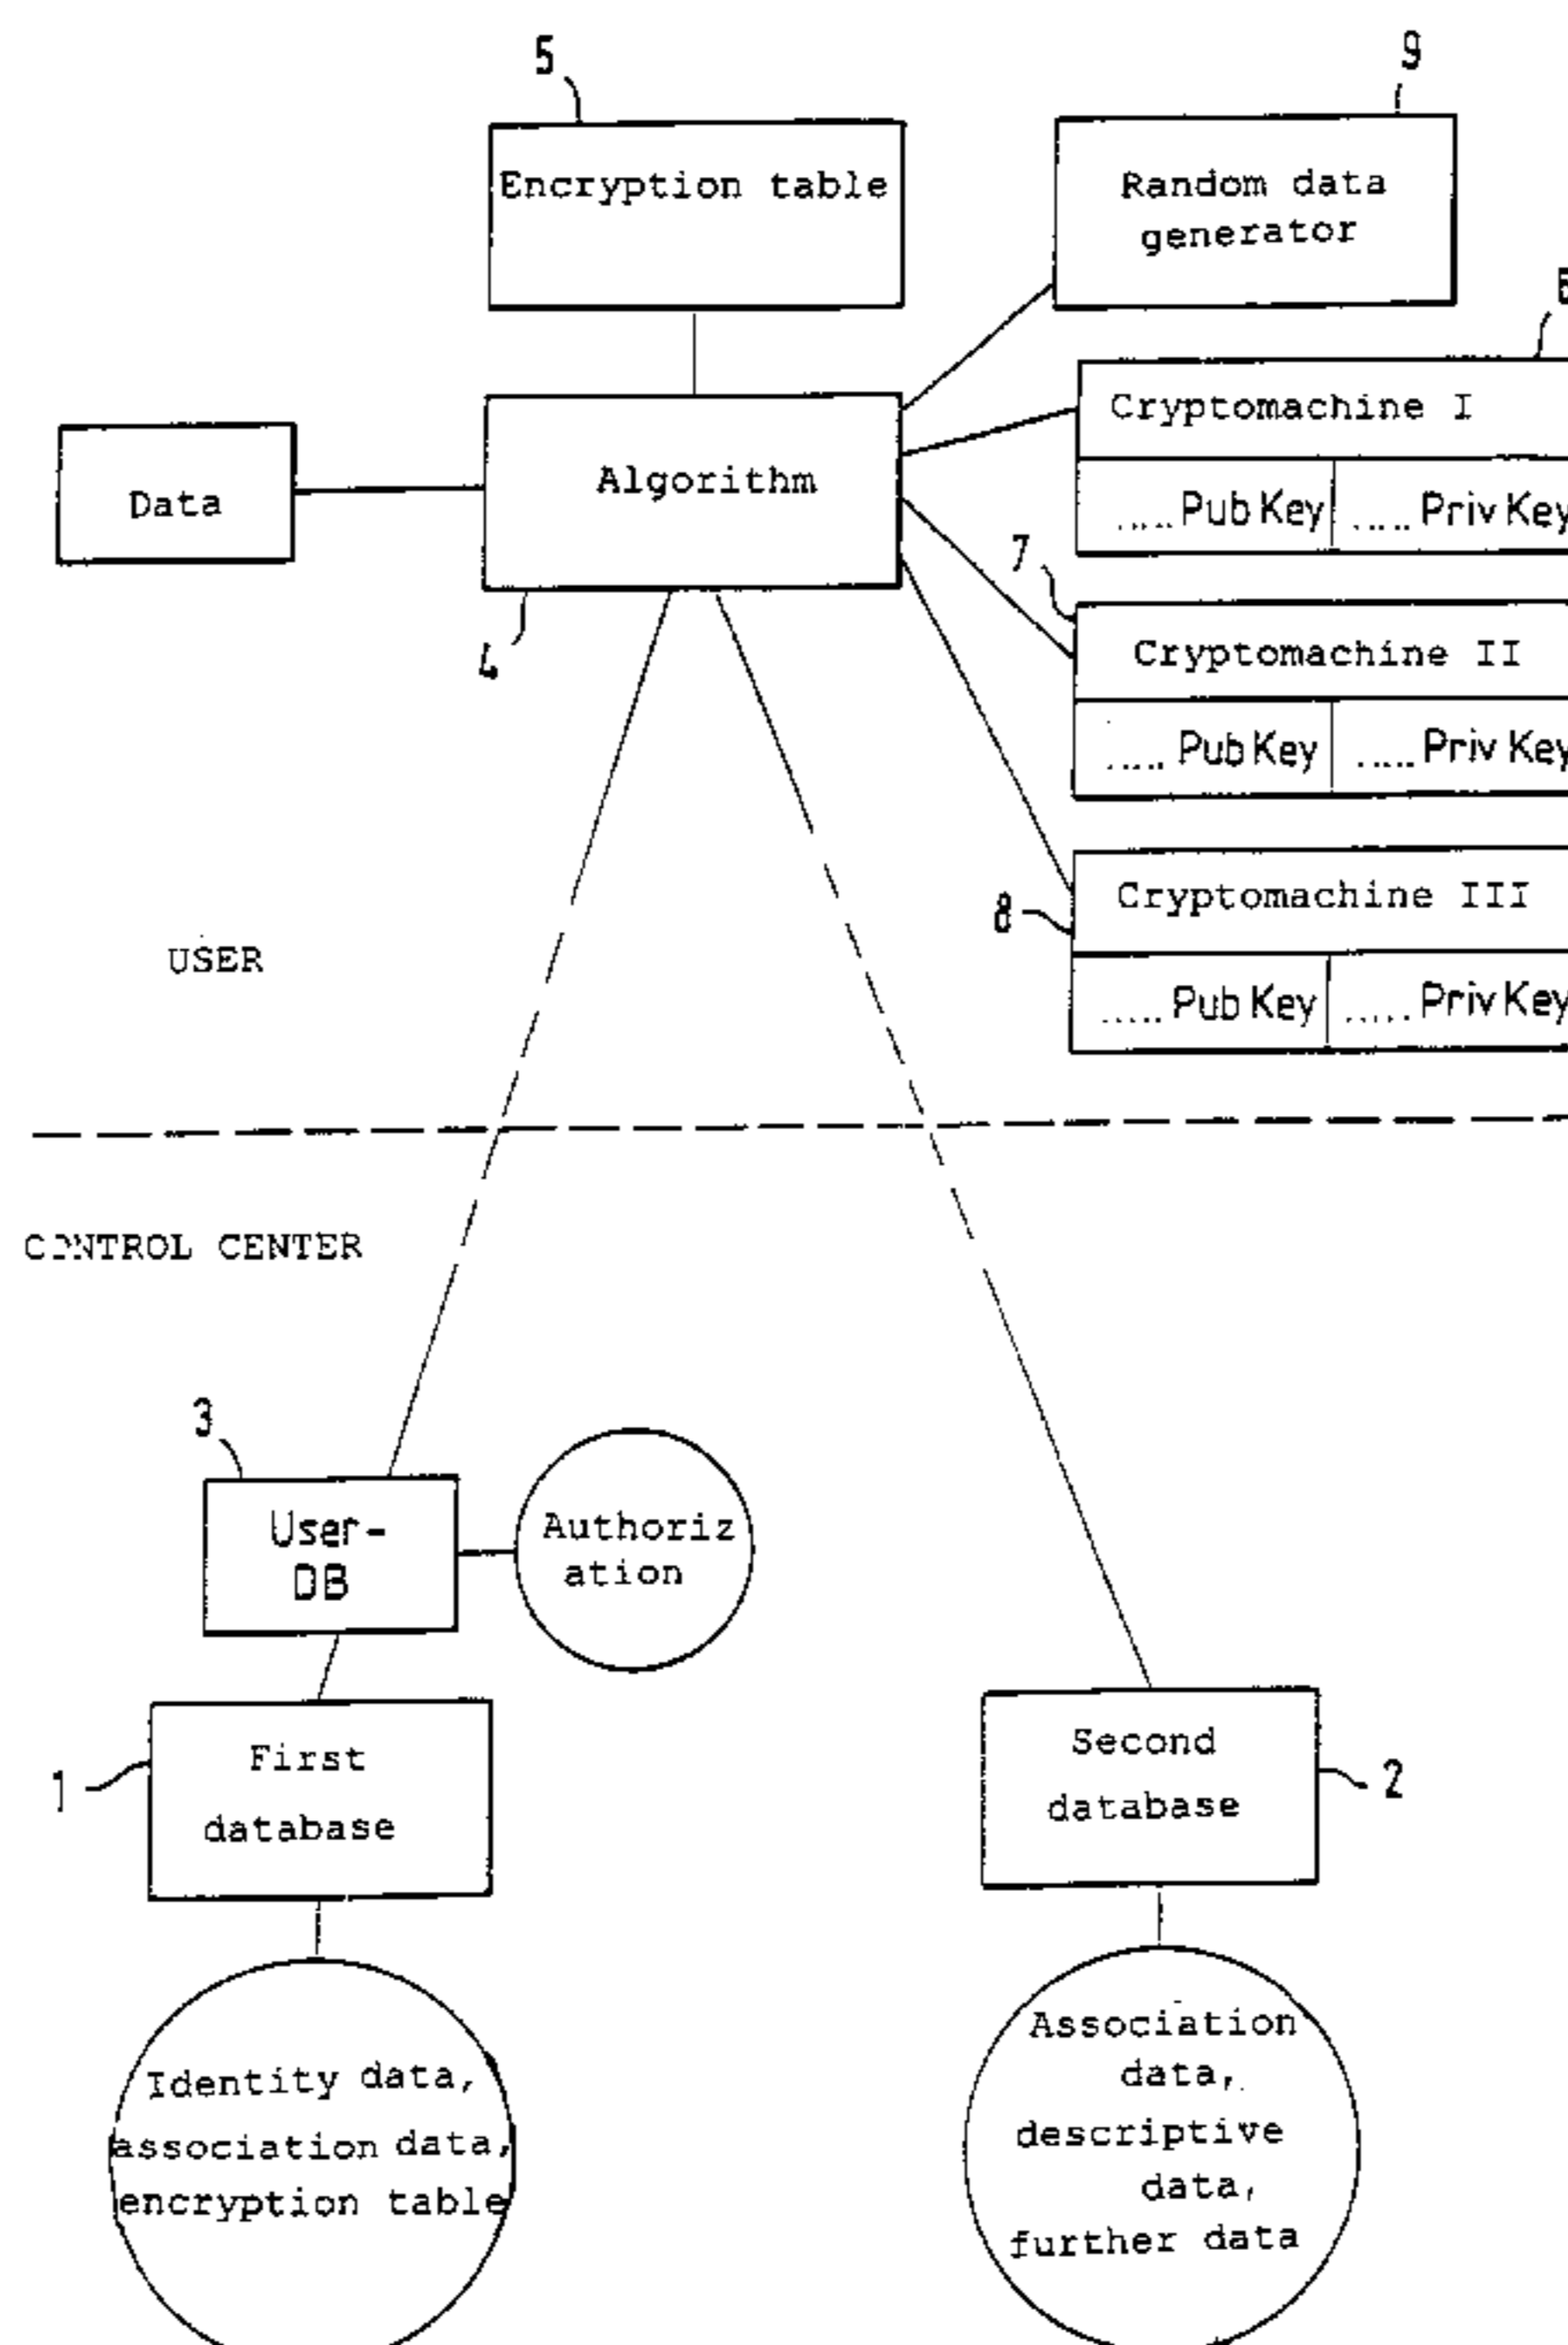 5
9
Encryption table
Random data
generator
6
Cryptomachine I
Algorithm
Data
..... Pub Key
..... Priv Key
7
Cryptomachine II
4
..... Pub Key
..... Priv Key
Cryptomachine III
8
USER
..... Pub Key
..... Priv Key
CONTROL CENTER
3
User-
DB
Authoriz
ation
First
database
1
Second
database
2
Identity data,
association data,
encryption table
Association
data,
descriptive
data,
further data